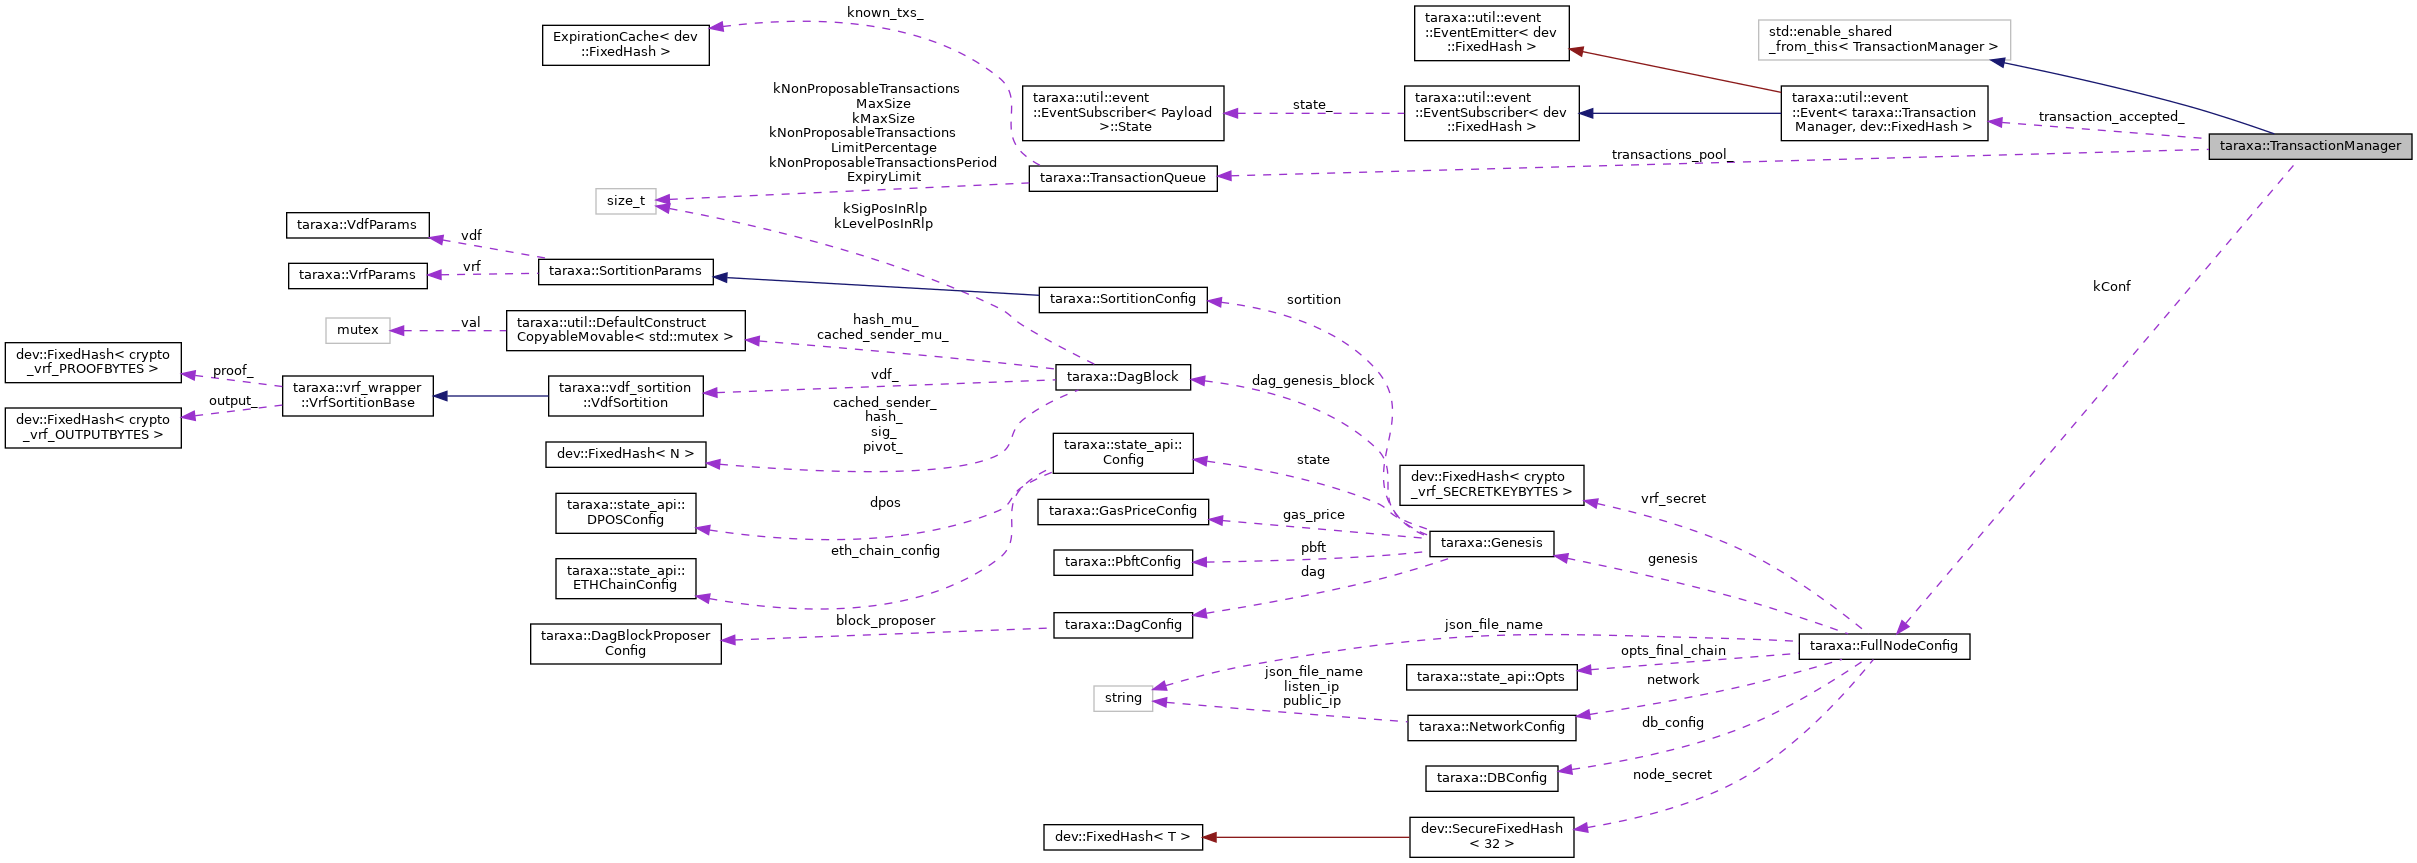 known_txs_
ExpirationCache< dev
::FixedHash >
taraxa::util::event
::EventEmitter< dev
::FixedHash >
std::enable_shared
_from_this< TransactionManager >
kNonProposableTransactions
MaxSize
kMaxSize
kNonProposableTransactions
LimitPercentage
kNonProposableTransactionsPeriod
ExpiryLimit
taraxa::util::event
::EventSubscriber< Payload
>::State
state_
taraxa::util::event
::EventSubscriber< dev
::FixedHash >
taraxa::util::event
::Event< taraxa::Transaction
Manager, dev::FixedHash >
transaction_accepted_
taraxa::TransactionManager
transactions_pool_
taraxa::TransactionQueue
size_t
kSigPosInRlp
kLevelPosInRlp
taraxa::VdfParams
vdf
taraxa::VrfParams
vrf
taraxa::SortitionParams
taraxa::SortitionConfig
sortition
kConf
mutex
val
taraxa::util::DefaultConstruct
CopyableMovable< std::mutex >
hash_mu_
cached_sender_mu_
dev::FixedHash< crypto
_vrf_PROOFBYTES >
proof_
taraxa::vrf_wrapper
::VrfSortitionBase
taraxa::vdf_sortition
::VdfSortition
vdf_
taraxa::DagBlock
dag_genesis_block
output_
dev::FixedHash< crypto
_vrf_OUTPUTBYTES >
cached_sender_
hash_
sig_
pivot_
dev::FixedHash< N >
taraxa::state_api::
Config
state
dev::FixedHash< crypto
_vrf_SECRETKEYBYTES >
vrf_secret
taraxa::state_api::
DPOSConfig
dpos
taraxa::GasPriceConfig
gas_price
taraxa::Genesis
genesis
eth_chain_config
taraxa::state_api::
ETHChainConfig
taraxa::PbftConfig
pbft
dag
taraxa::DagBlockProposer
Config
block_proposer
taraxa::DagConfig
json_file_name
taraxa::FullNodeConfig
opts_final_chain
taraxa::state_api::Opts
network
string
json_file_name
listen_ip
public_ip
taraxa::NetworkConfig
db_config
taraxa::DBConfig
node_secret
dev::FixedHash< T >
dev::SecureFixedHash
< 32 >